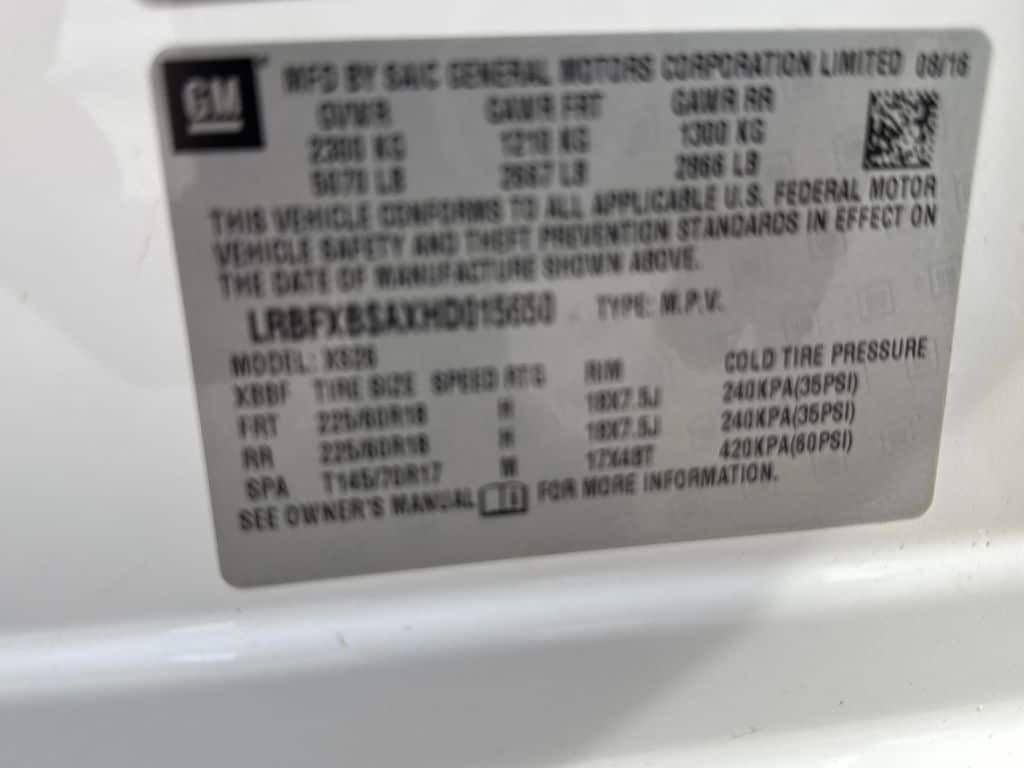 GM MFD BY SAIC GENERAL MOTORS CORPORATION LIMITED 08/16
GVWR GAWR FRT GAWR RR
2300 KG 1210 KG 1300 KG
5070 LB 2667 LB 2866 LB
THIS VEHICLE CONFORMS TO ALL APPLICABLE U.S. FEDERAL MOTOR
VEHICLE SAFETY AND THEFT PREVENTION STANDARDS IN EFFECT ON
THE DATE OF MANUFACTURE SHOWN ABOVE.
LRBFXBSAXHD015650 TYPE: M.P.V.
MODEL:
XBBF TIRE SIZE SPEED RTG RIM COLD TIRE PRESSURE
FRT 225/60R18 H 18X7.5J 240KPA(35PSI)
RR 225/60R18 H 18X7.5J 240KPA(35PSI)
SPA T145/70R17 M 17X4BT 420KPA(60PSI)
SEE OWNER'S MANUAL FOR MORE INFORMATION.